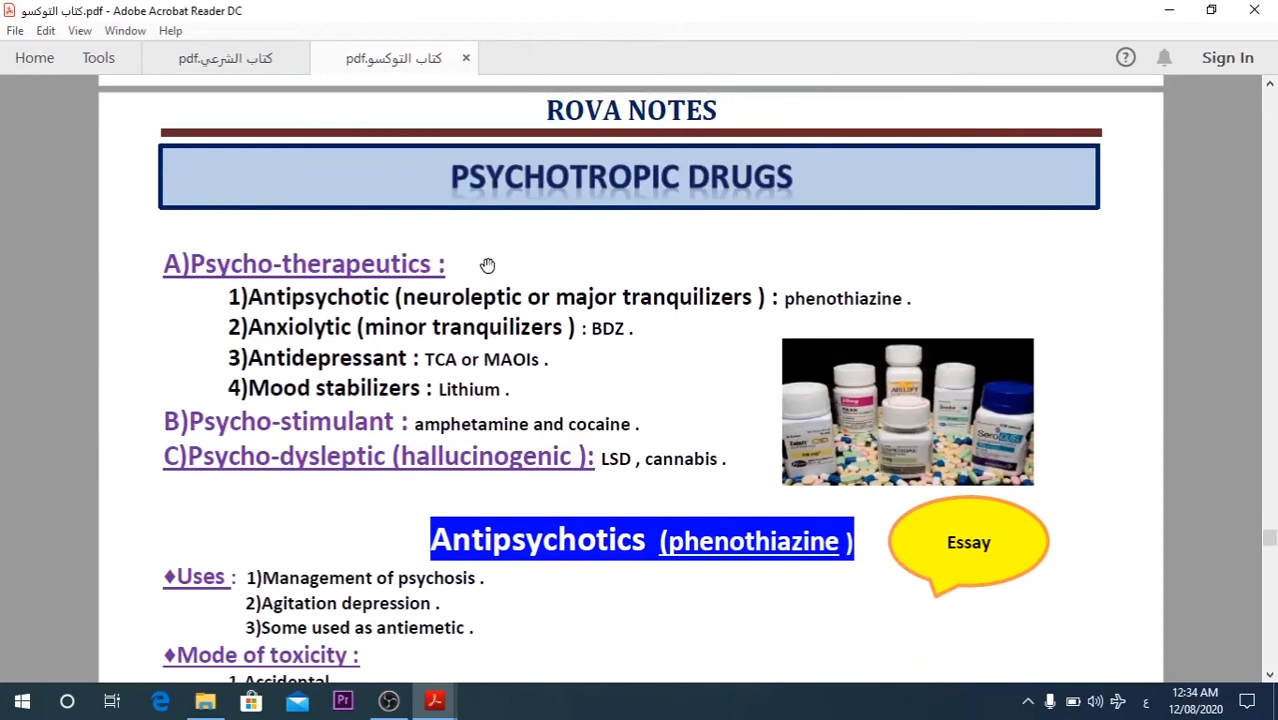 كتاب التوكسو.pdf - Adobe Acrobat Reader DC
File Edit View Window Help
Home Tools كتاب الشرعي.pdf كتاب التوكسو.pdf × ? Sign In
ROVA NOTES
PSYCHOTROPIC DRUGS
A)Psycho-therapeutics :
1)Antipsychotic (neuroleptic or major tranquilizers ) : phenothiazine .
2)Anxiolytic (minor tranquilizers ) : BDZ .
3)Antidepressant : TCA or MAOIs .
4)Mood stabilizers : Lithium .
B)Psycho-stimulant : amphetamine and cocaine .
C)Psycho-dysleptic (hallucinogenic ): LSD , cannabis .
Antipsychotics (phenothiazine )
Essay
♦Uses : 1)Management of psychosis .
2)Agitation depression .
3)Some used as antiemetic .
♦Mode of toxicity :
1.Accidental
Pr ع 12:34 AM
12/08/2020